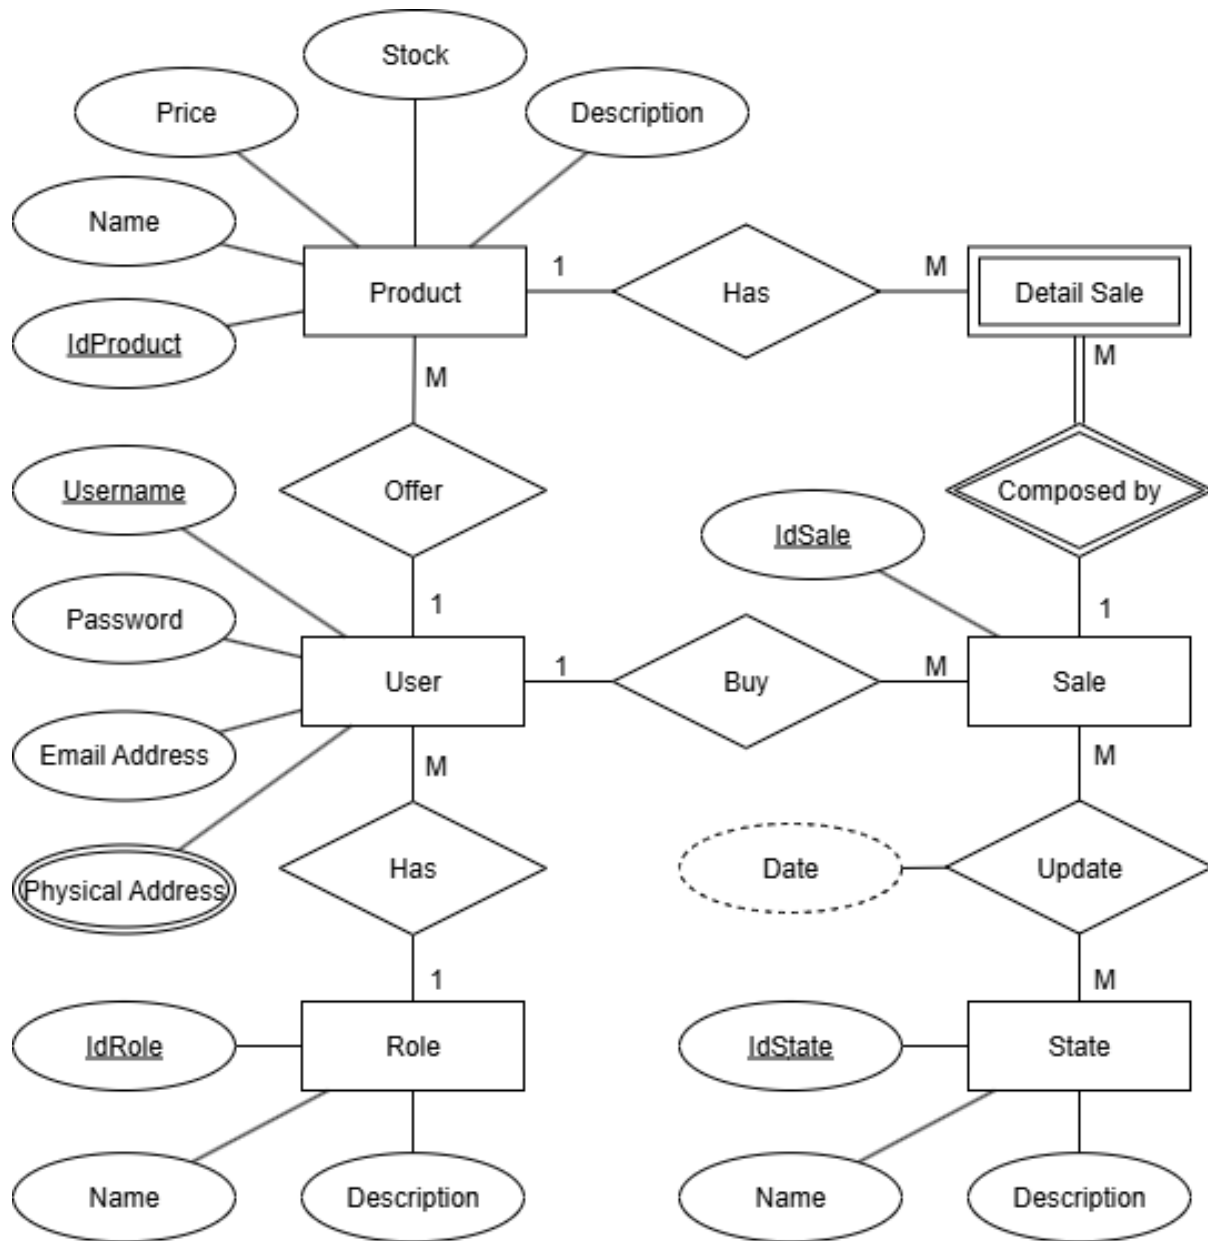 Stock
Price
Description
Name
Product
1
Has
M
Detail Sale
IdProduct
M
M
Username
Offer
Composed by
IdSale
Password
1
1
User
1
Buy
M
Sale
Email Address
M
M
Physical Address
Has
Date
Update
1
M
IdRole
Role
IdState
State
Name
Description
Name
Description